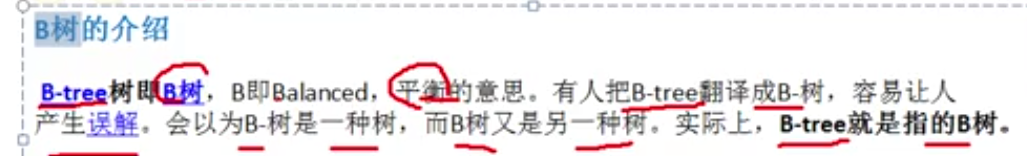 B树的介绍
B-tree树即B树，B即Balanced，平衡的意思。有人把B-tree翻译成B-树，容易让人
产生误解。会以为B-树是一种树，而B树又是另一种树。实际上，B-tree就是指的B树。